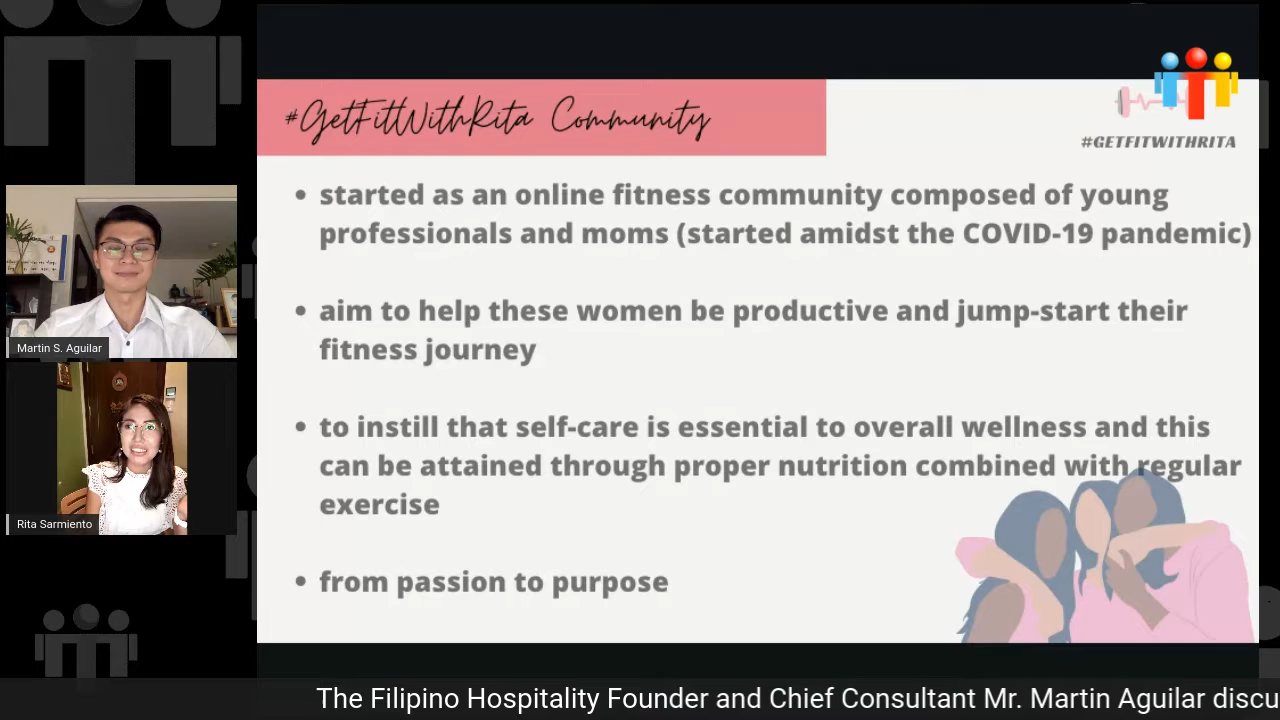 #GetFitWithRita Community
#GETFITWITHRITA
• started as an online fitness community composed of young
professionals and moms (started amidst the COVID-19 pandemic)
• aim to help these women be productive and jump-start their
fitness journey
• to instill that self-care is essential to overall wellness and this
can be attained through proper nutrition combined with regular
exercise
• from passion to purpose
Martin S. Aguilar
Rita Sarmiento
The Filipino Hospitality Founder and Chief Consultant Mr. Martin Aguilar discu